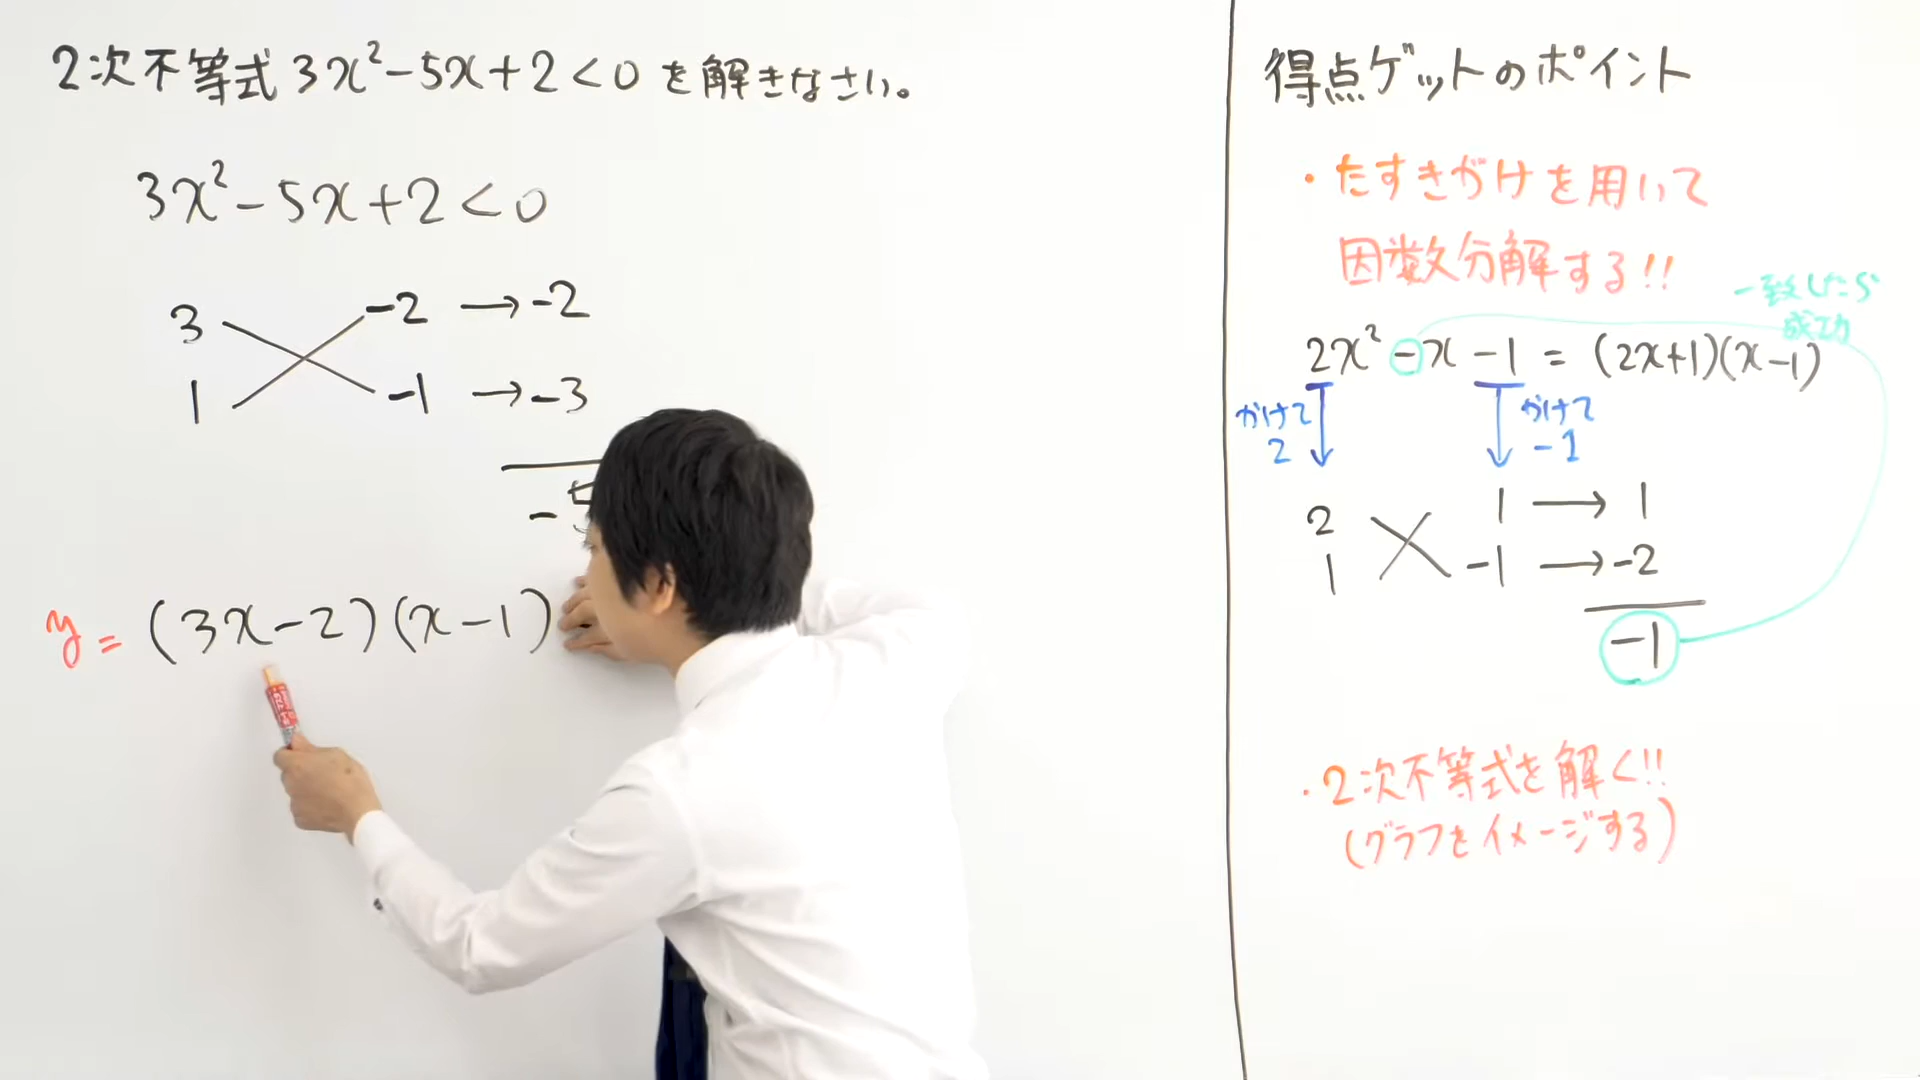 2次不等式 3x²-5x+2<0 を解きなさい。
3x²-5x+2<0
3 -2 → -2
1 -1 → -3
-5
y= (3x-2)(x-1)
得点ゲットのポイント
・たすきがけを用いて
因数分解する!!
一致したら
成功
2x²-x-1 = (2x+1)(x-1)
かけて
2
かけて
-1
2 1 → 1
1 -1 → -2
-1
・2次不等式を解く!!
(グラフをイメージする)